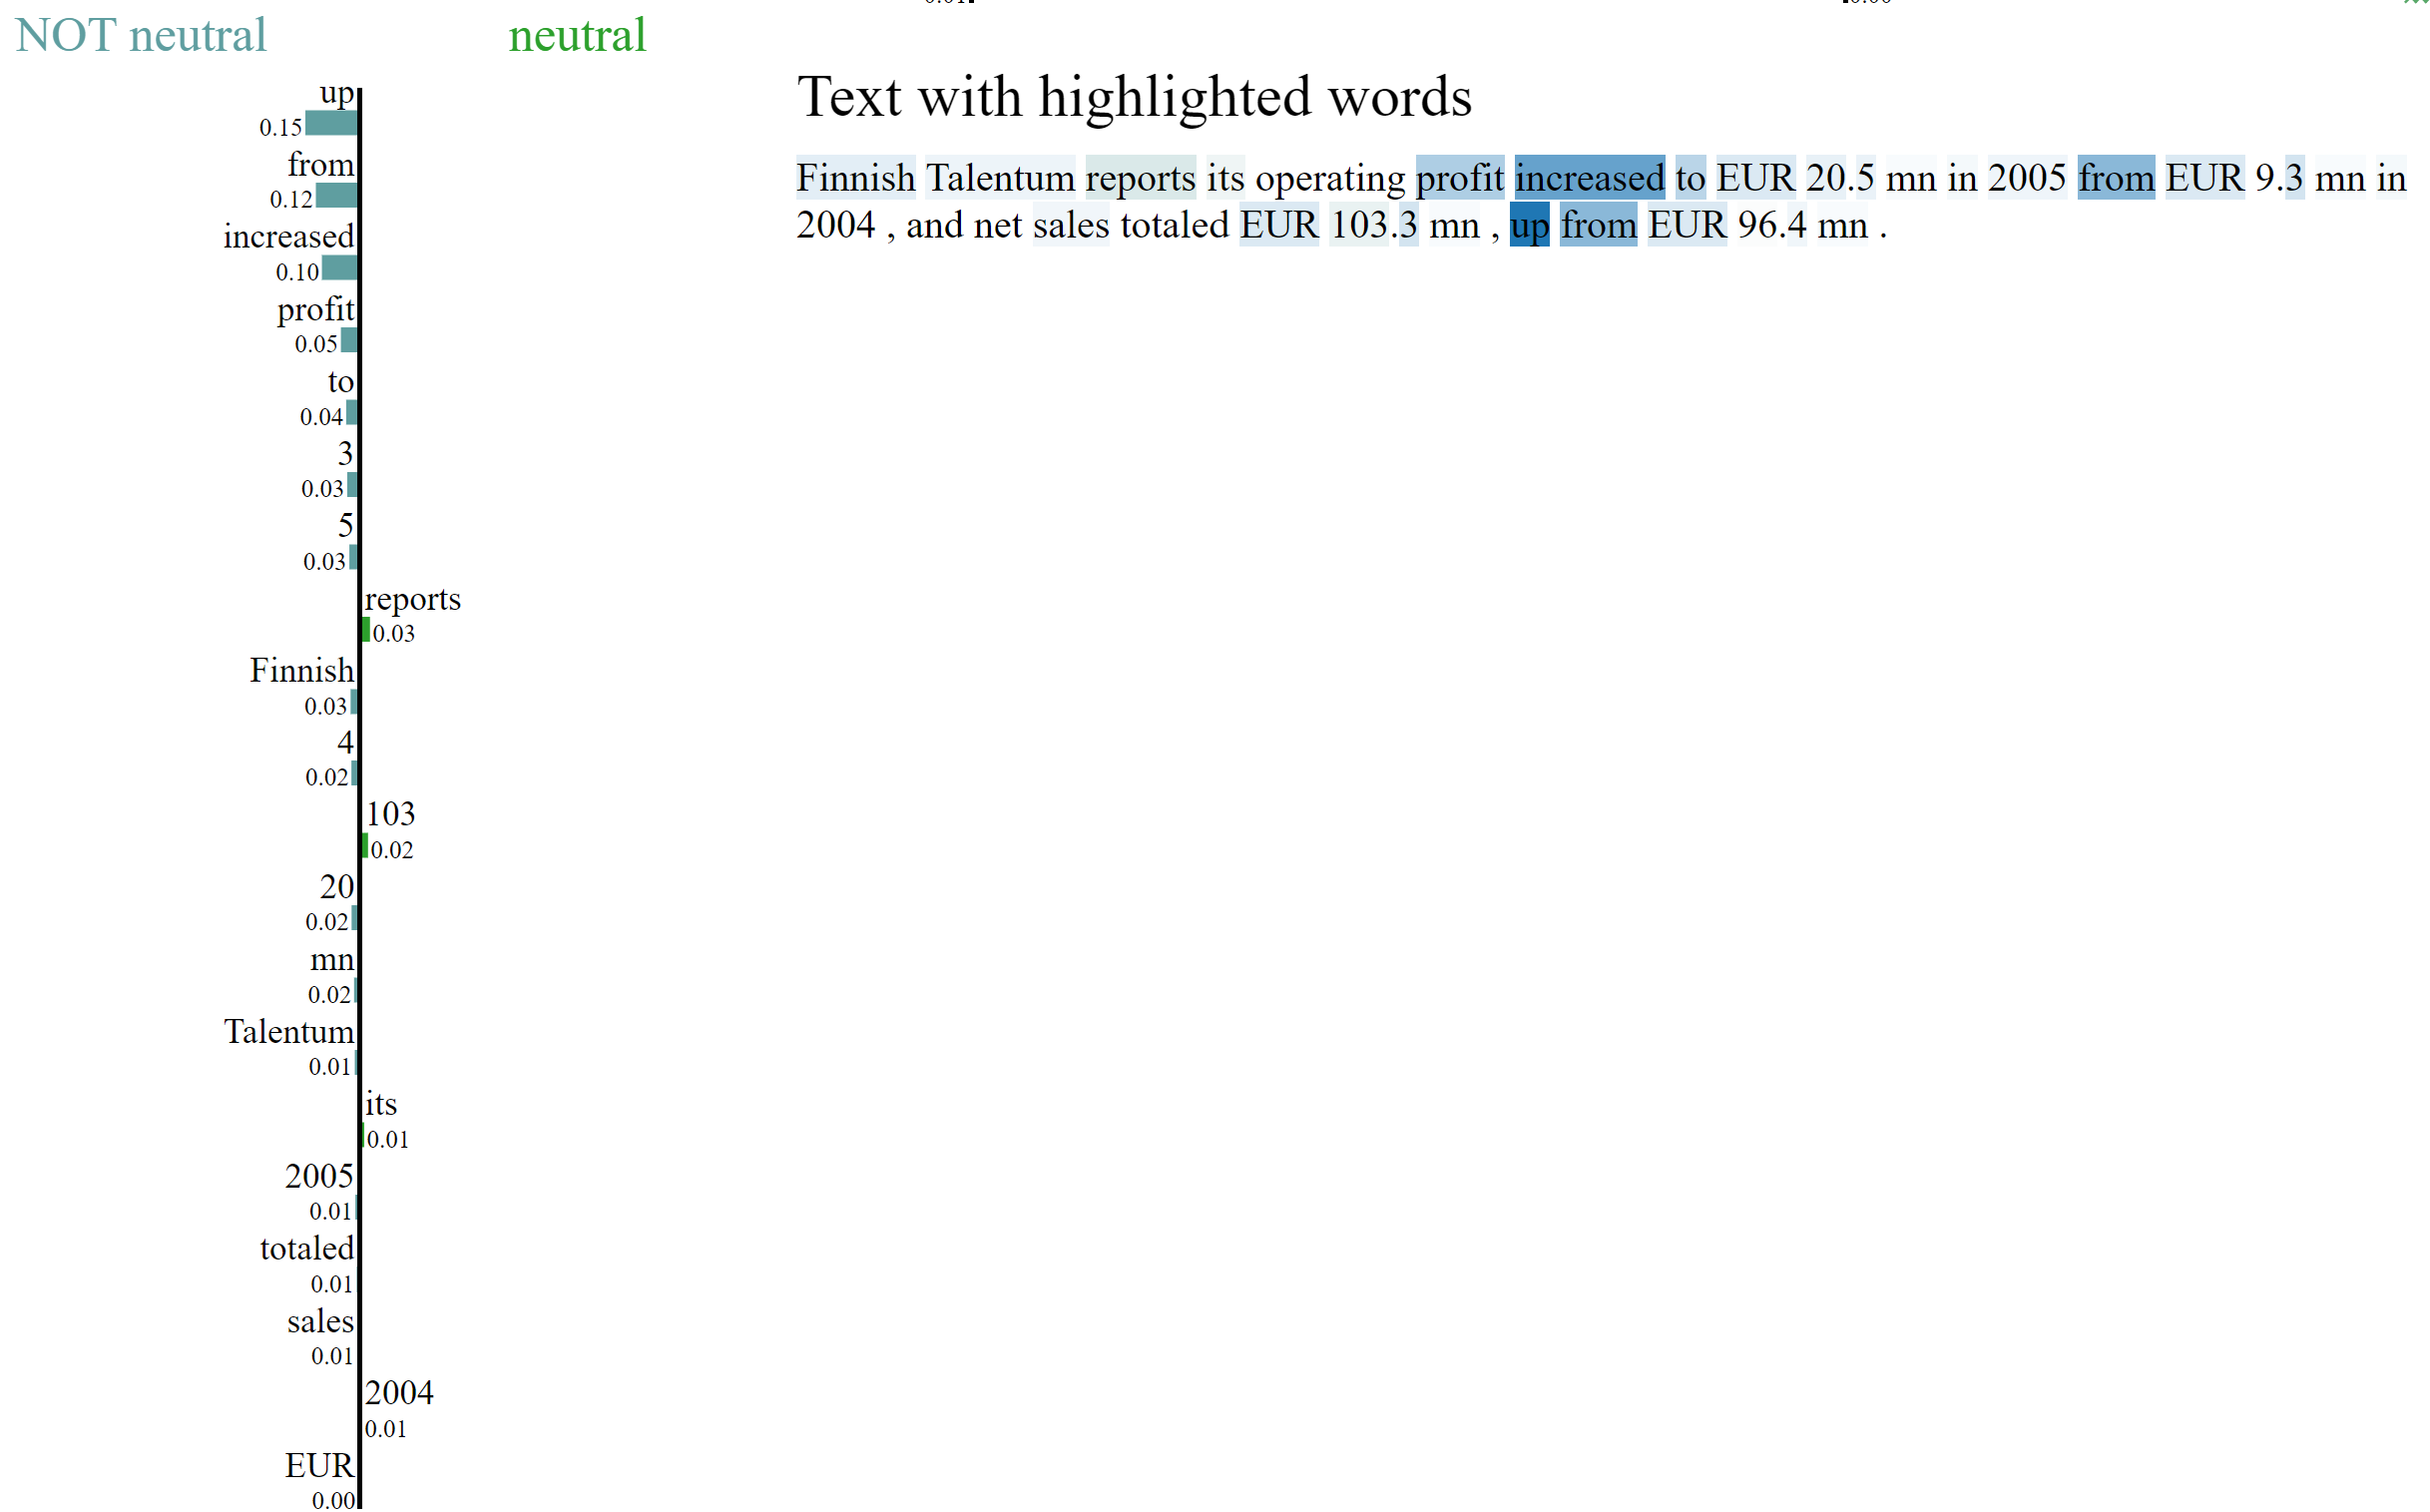 NOT neutral
neutral
up
0.15
from
0.12
increased
0.10
profit
0.05
to
0.04
3
0.03
5
0.03
reports
0.03
Finnish
0.03
4
0.02
103
0.02
20
0.02
mn
0.02
Talentum
0.01
its
0.01
2005
0.01
totaled
0.01
sales
0.01
2004
0.01
EUR
0.00
Text with highlighted words
Finnish Talentum reports its operating profit increased to EUR 20.5 mn in 2005 from EUR 9.3 mn in
2004 , and net sales totaled EUR 103.3 mn , up from EUR 96.4 mn .